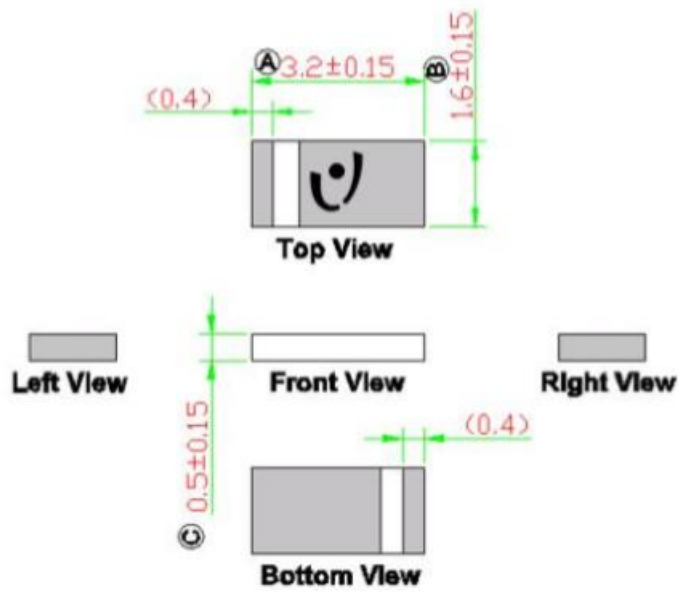 Ⓐ 3.2±0.15
Ⓑ 1.6±0.15
(0.4)
Top View
Left View
Front View
Right View
Ⓒ 0.5±0.15
(0.4)
Bottom View